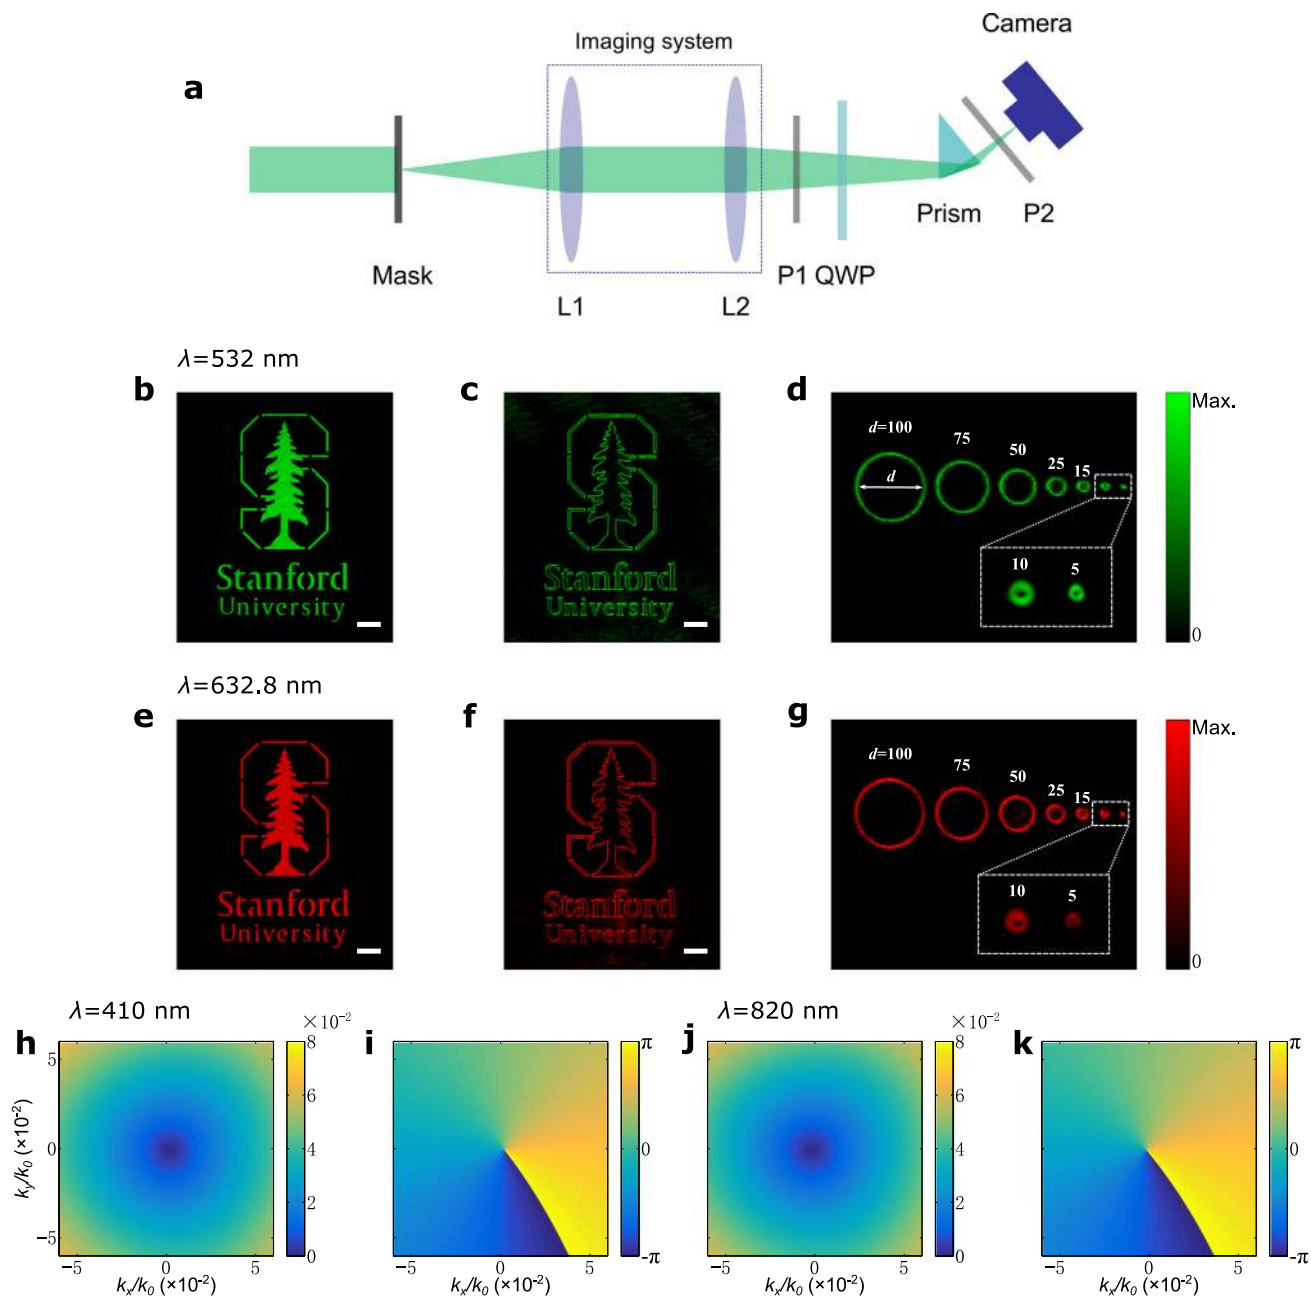 a
Imaging system
Camera
Mask
L1
L2
P1 QWP
Prism
P2
λ=532 nm
b
Stanford
University
c
Stanford
University
d
d=100
75
50
25
15
d
10
5
Max.
0
λ=632.8 nm
e
Stanford
University
f
Stanford
University
g
d=100
75
50
25
15
10
5
Max.
0
λ=410 nm
h
×10⁻²
8
6
4
2
0
5
0
-5
ky/k0 (×10⁻²)
-5
0
5
kx/k0 (×10⁻²)
i
π
0
-π
-5
0
5
kx/k0 (×10⁻²)
λ=820 nm
j
×10⁻²
8
6
4
2
0
-5
0
5
kx/k0 (×10⁻²)
k
π
0
-π
-5
0
5
kx/k0 (×10⁻²)